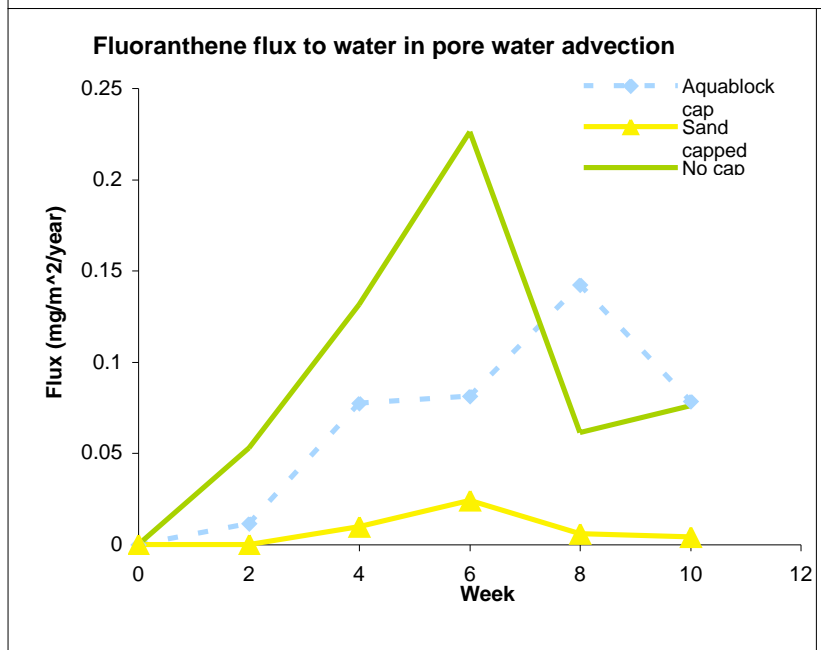 Fluoranthene flux to water in pore water advection
Aquablock
cap
Sand
capped
No cap
0.25
0.2
0.15
0.1
0.05
0
Flux (mg/m^2/year)
0 2 4 6 8 10 12
Week